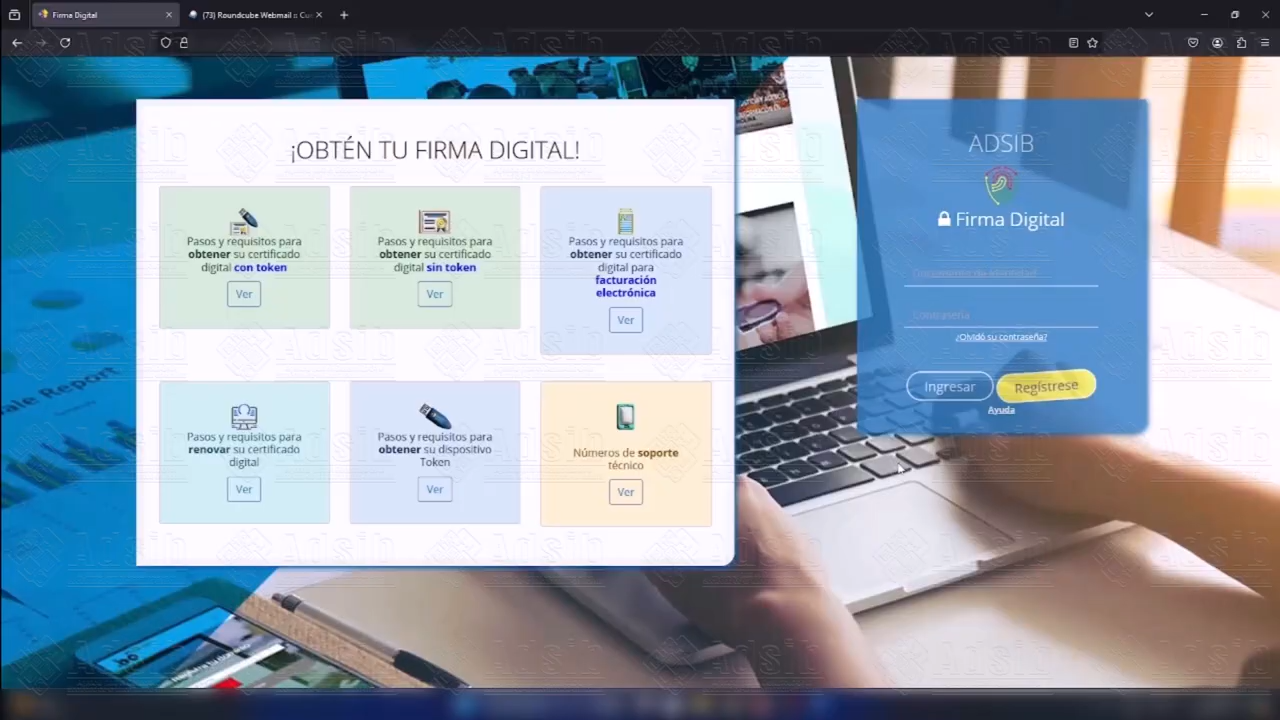 Firma Digital
(73) Roundcube Webmail ::
¡OBTÉN TU FIRMA DIGITAL!
Pasos y requisitos para
obtener su certificado
digital con token
Ver
Pasos y requisitos para
obtener su certificado
digital sin token
Ver
Pasos y requisitos para
obtener su certificado
digital para
facturación
electrónica
Ver
Pasos y requisitos para
renovar su certificado
digital
Ver
Pasos y requisitos para
obtener su dispositivo
Token
Ver
Números de soporte
técnico
Ver
ADSIB
Firma Digital
Contraseña
¿Olvidó su contraseña?
Ingresar
Regístrese
Ayuda
Adsib